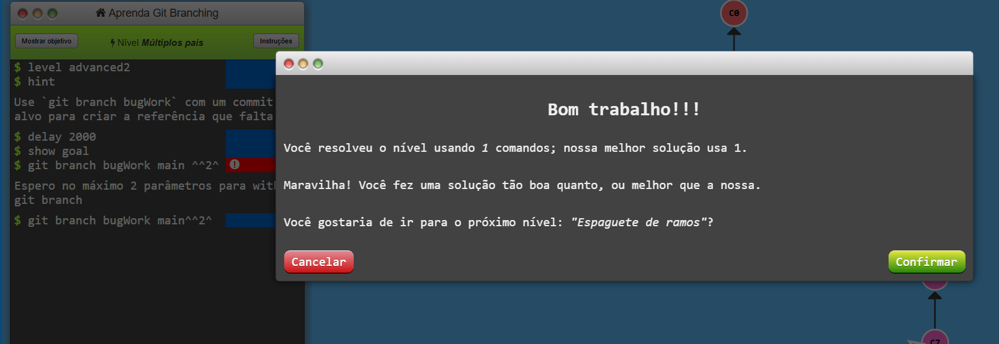 Aprenda Git Branching
Mostrar objetivo
Nível Múltiplos pais
Instruções
$ level advanced2
$ hint
Use `git branch bugWork` com um commit
alvo para criar a referência que falta
$ delay 2000
$ show goal
$ git branch bugWork main ^^2^
Espero no máximo 2 parâmetros para with
git branch
$ git branch bugWork main^^2^
C0
Bom trabalho!!!
Você resolveu o nível usando 1 comandos; nossa melhor solução usa 1.
Maravilha! Você fez uma solução tão boa quanto, ou melhor que a nossa.
Você gostaria de ir para o próximo nível: "Espaguete de ramos"?
Cancelar
Confirmar
C7